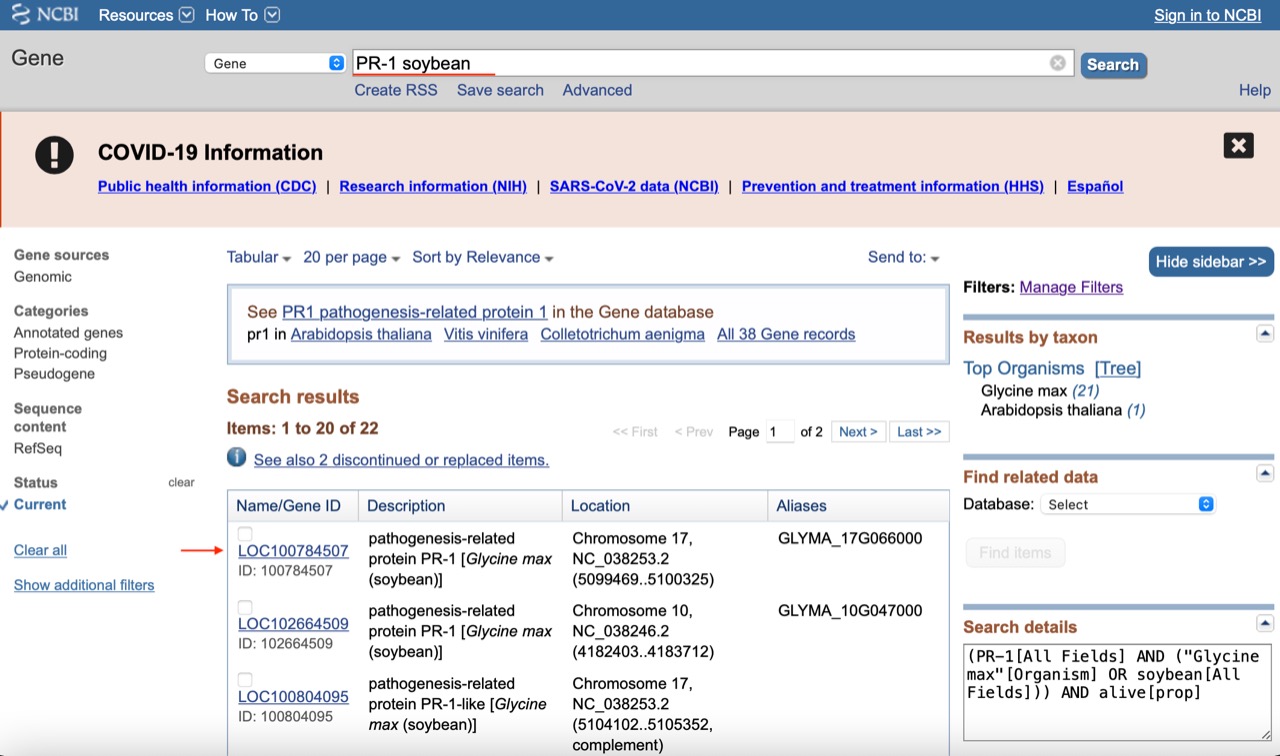 NCBI Resources How To Sign in to NCBI
Gene Gene PR-1 soybean Search
Create RSS Save search Advanced Help
COVID-19 Information
Public health information (CDC) | Research information (NIH) | SARS-CoV-2 data (NCBI) | Prevention and treatment information (HHS) | Español
Gene sources
Genomic
Categories
Annotated genes
Protein-coding
Pseudogene
Sequence
content
RefSeq
Status clear
Current
Clear all
Show additional filters
Tabular 20 per page Sort by Relevance Send to:
See PR1 pathogenesis-related protein 1 in the Gene database
pr1 in Arabidopsis thaliana Vitis vinifera Colletotrichum aenigma All 38 Gene records
Search results
Items: 1 to 20 of 22 << First < Prev Page 1 of 2 Next > Last >>
See also 2 discontinued or replaced items.
Name/Gene ID Description Location Aliases
LOC100784507
ID: 100784507
pathogenesis-related
protein PR-1 [Glycine max
(soybean)]
Chromosome 17,
NC_038253.2
(5099469..5100325)
GLYMA_17G066000
LOC102664509
ID: 102664509
pathogenesis-related
protein PR-1 [Glycine max
(soybean)]
Chromosome 10,
NC_038246.2
(4182403..4183712)
GLYMA_10G047000
LOC100804095
ID: 100804095
pathogenesis-related
protein PR-1-like [Glycine
max (soybean)]
Chromosome 17,
NC_038253.2
(5104102..5105352,
complement)
Hide sidebar >>
Filters: Manage Filters
Results by taxon
Top Organisms [Tree]
Glycine max (21)
Arabidopsis thaliana (1)
Find related data
Database: Select
Find items
Search details
(PR-1[All Fields] AND ("Glycine
max"[Organism] OR soybean[All
Fields])) AND alive[prop]